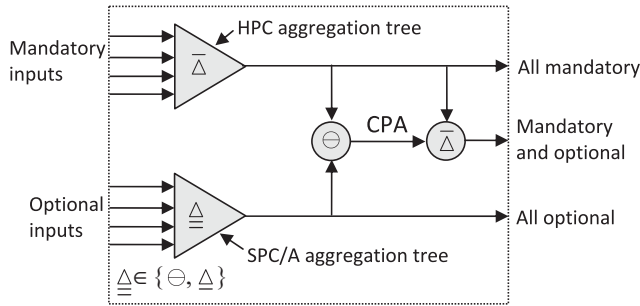 HPC aggregation tree
Mandatory
inputs
Δ̅
All mandatory
⊖
CPA
Δ̅
Mandatory
and optional
Optional
inputs
Δ̳
All optional
SPC/A aggregation tree
Δ̳ ∈ {⊖, Δ̲}